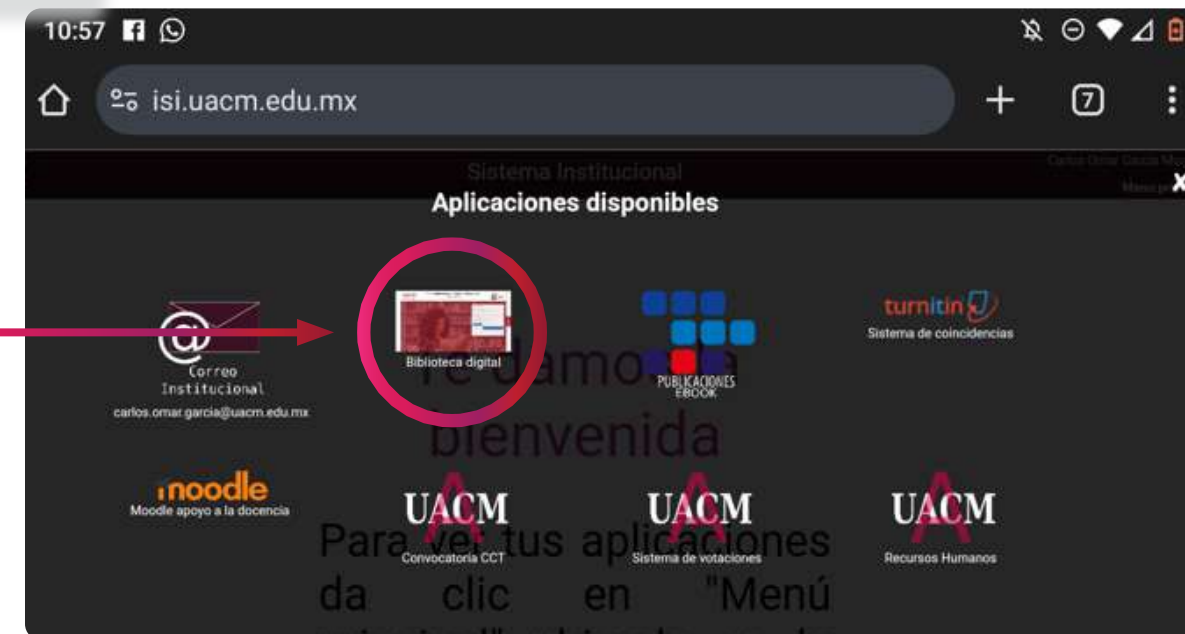 10:57
isi.uacm.edu.mx
7
Sistema Institucional
Aplicaciones disponibles
X
turnitin
Sistema de coincidencias
Biblioteca digital
@
Correo
Institucional
carlos.omar.garcia@uacm.edu.mx
PUBLICACIONES
EBOOK
Te damos la
bienvenida
moodle
Moodle apoyo a la docencia
UACM
Convocatoria CCT
UACM
Sistema de votaciones
UACM
Recursos Humanos
Para ver tus aplicaciones
da clic en "Menú